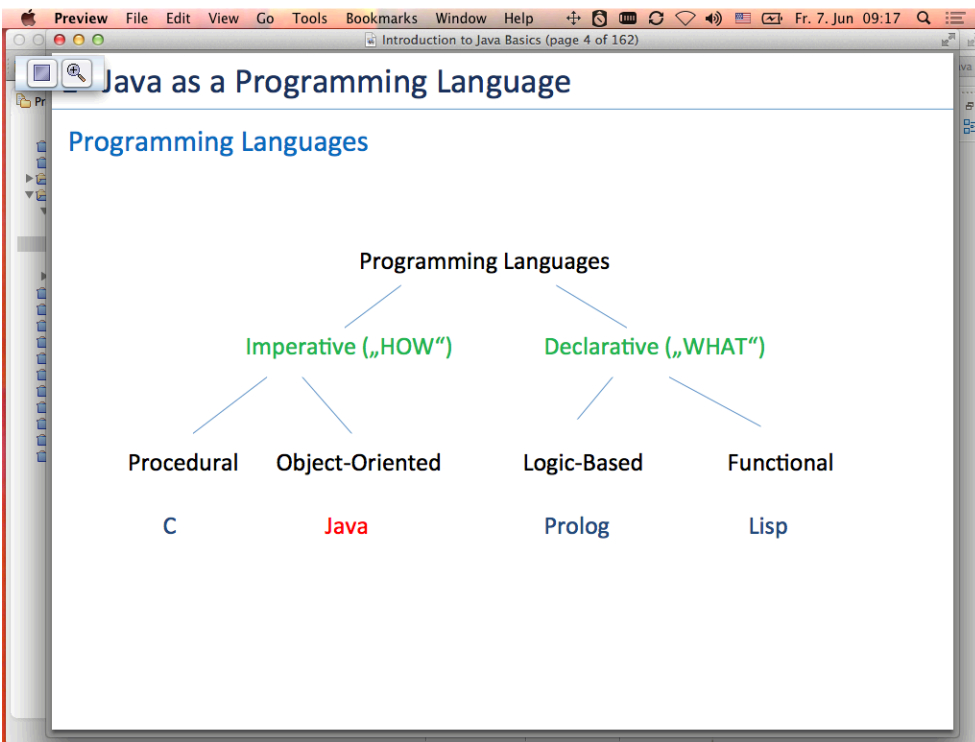 Preview File Edit View Go Tools Bookmarks Window Help Fr. 7. Jun 09:17
Introduction to Java Basics (page 4 of 162)
Java as a Programming Language
Programming Languages
Programming Languages
Imperative („HOW“) Declarative („WHAT“)
Procedural Object-Oriented Logic-Based Functional
C Java Prolog Lisp